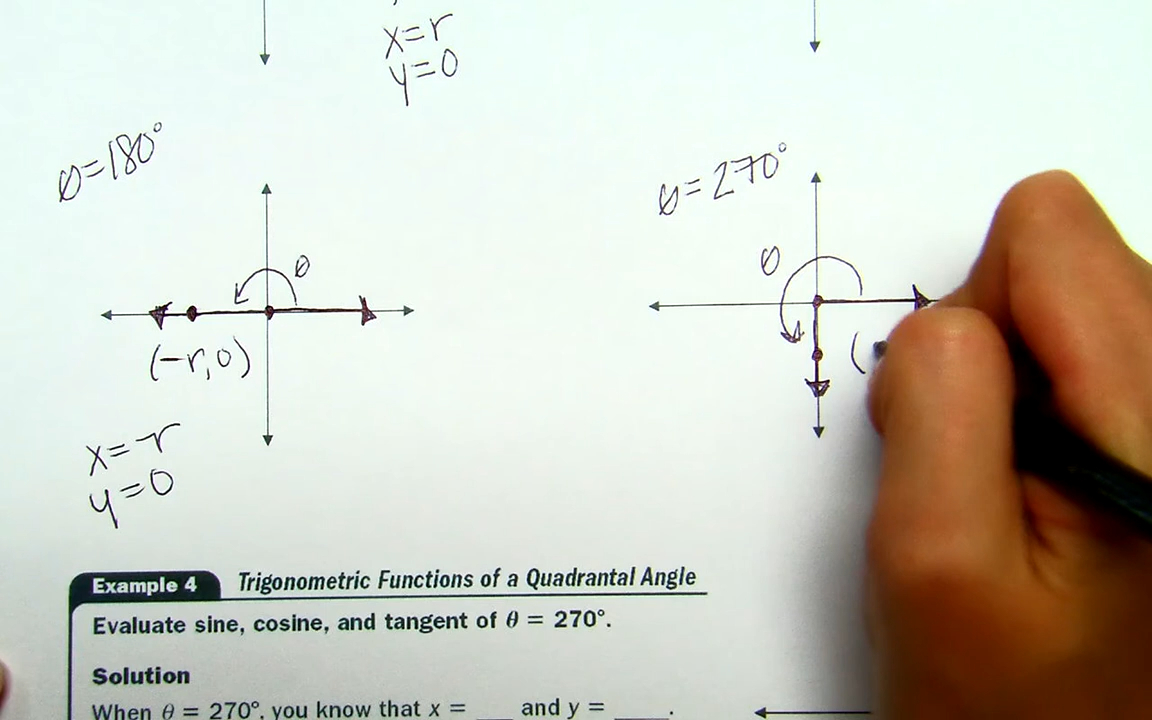 x=r
y=0
θ=180°
θ=270°
θ
θ
(-r,0)
(
x=-r
y=0
Example 4 Trigonometric Functions of a Quadrantal Angle
Evaluate sine, cosine, and tangent of θ = 270°.
Solution
When θ = 270°, you know that x = ___ and y = ____.